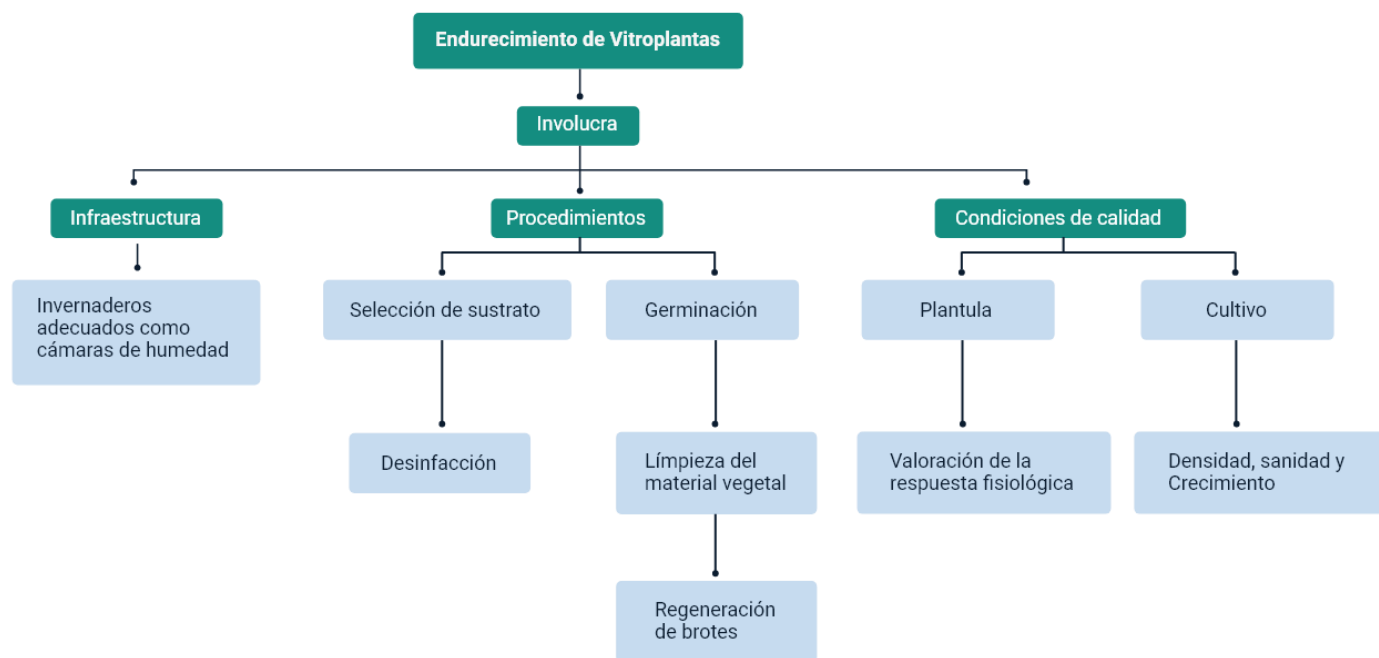 Endurecimiento de Vitroplantas
Involucra
Infraestructura
Procedimientos
Condiciones de calidad
Invernaderos
adecuados como
cámaras de humedad
Selección de sustrato
Germinación
Plantula
Cultivo
Desinfacción
Límpieza del
material vegetal
Valoración de la
respuesta fisiológica
Densidad, sanidad y
Crecimiento
Regeneración
de brotes